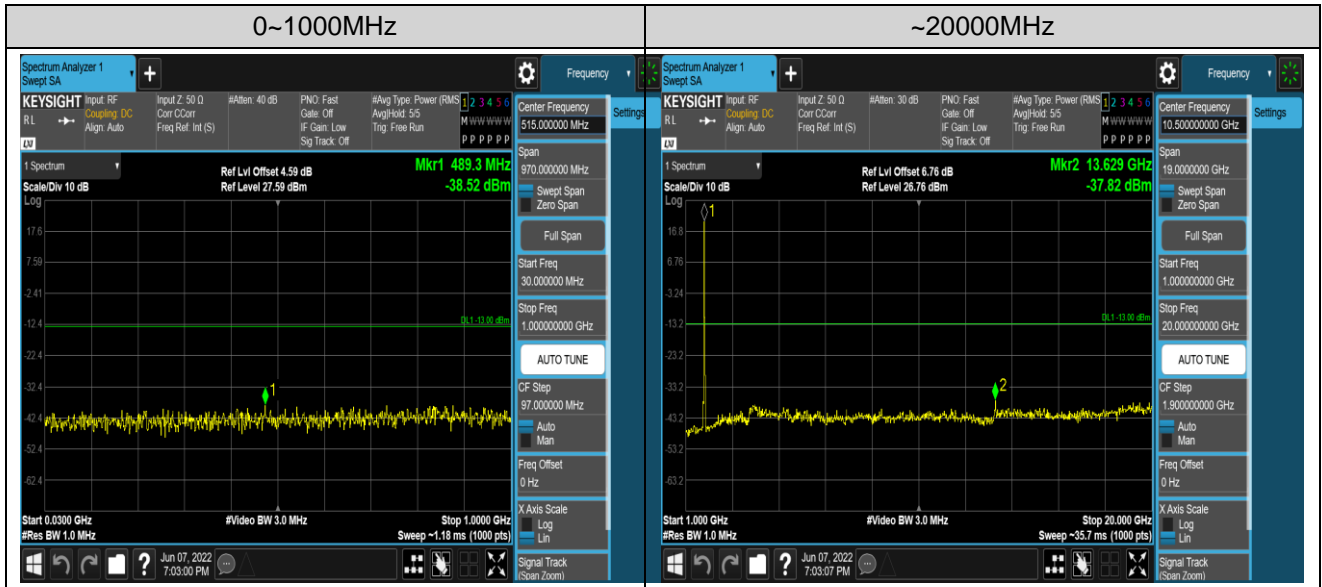 0~1000MHz
~20000MHz
Spectrum Analyzer 1
Swept SA
Frequency
KEYSIGHT
Input: RF
Input Z: 50 Ω
#Atten: 40 dB
PNO: Fast
#Avg Type: Power (RMS
1 2 3 4 5 6
RL
Coupling: DC
Corr CCorr
Gate: Off
Avg|Hold: 5/5
M W W W W W
Align: Auto
Freq Ref: Int (S)
IF Gain: Low
Trig: Free Run
Sig Track: Off
P P P P P P
LXI
1 Spectrum
Ref Lvl Offset 4.59 dB
Mkr1 489.3 MHz
Scale/Div 10 dB
Ref Level 27.59 dBm
-38.52 dBm
Log
17.6
7.59
-2.41
-12.4
DL1 -13.00 dBm
-22.4
-32.4
1
-42.4
-52.4
-62.4
Start 0.0300 GHz
#Video BW 3.0 MHz
Stop 1.0000 GHz
#Res BW 1.0 MHz
Sweep ~1.18 ms (1000 pts)
Jun 07, 2022
7:03:00 PM
Center Frequency
515.000000 MHz
Settings
Span
970.000000 MHz
Swept Span
Zero Span
Full Span
Start Freq
30.000000 MHz
Stop Freq
1.000000000 GHz
AUTO TUNE
CF Step
97.000000 MHz
Auto
Man
Freq Offset
0 Hz
X Axis Scale
Log
Lin
Signal Track
(Span Zoom)
Spectrum Analyzer 1
Swept SA
Frequency
KEYSIGHT
Input: RF
Input Z: 50 Ω
#Atten: 30 dB
PNO: Fast
#Avg Type: Power (RMS
1 2 3 4 5 6
RL
Coupling: DC
Corr CCorr
Gate: Off
Avg|Hold: 5/5
M W W W W W
Align: Auto
Freq Ref: Int (S)
IF Gain: Low
Trig: Free Run
Sig Track: Off
P P P P P P
LXI
1 Spectrum
Ref Lvl Offset 6.76 dB
Mkr2 13.629 GHz
Scale/Div 10 dB
Ref Level 26.76 dBm
-37.82 dBm
Log
1
16.8
6.76
-3.24
-13.2
DL1 -13.00 dBm
-23.2
-33.2
2
-43.2
-53.2
-63.2
Start 1.000 GHz
#Video BW 3.0 MHz
Stop 20.000 GHz
#Res BW 1.0 MHz
Sweep ~35.7 ms (1000 pts)
Jun 07, 2022
7:03:07 PM
Center Frequency
10.500000000 GHz
Settings
Span
19.0000000 GHz
Swept Span
Zero Span
Full Span
Start Freq
1.000000000 GHz
Stop Freq
20.000000000 GHz
AUTO TUNE
CF Step
1.900000000 GHz
Auto
Man
Freq Offset
0 Hz
X Axis Scale
Log
Lin
Signal Track
(Span Zoom)